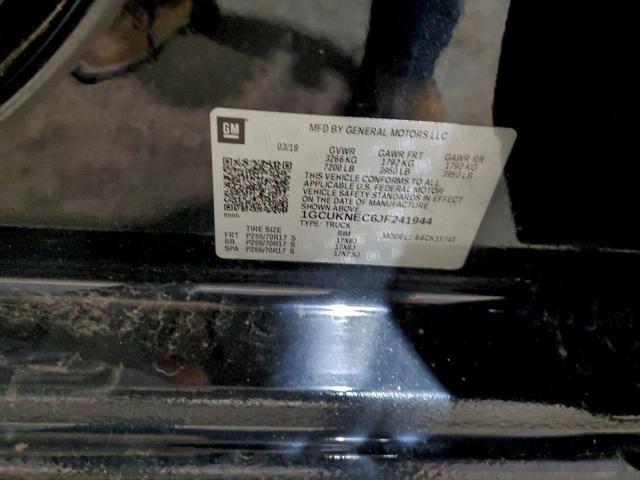 GM
MFD BY GENERAL MOTORS LLC
03/18 GVWR GAWR FRT GAWR RR
3266 KG 1792 KG 1792 KG
7200 LB 3950 LB 3950 LB
THIS VEHICLE CONFORMS TO ALL
APPLICABLE U.S. FEDERAL MOTOR
VEHICLE SAFETY STANDARDS IN EFFECT
ON THE DATE OF MANUFACTURE
SHOWN ABOVE.
1GCUKNEC6JF241944
TYPE: TRUCK MODEL:
TIRE SIZE RIM
FRT P255/70R17 S 17X8J
RR P255/70R17 S 17X8J
SPA P255/70R17 S 17X7.5J